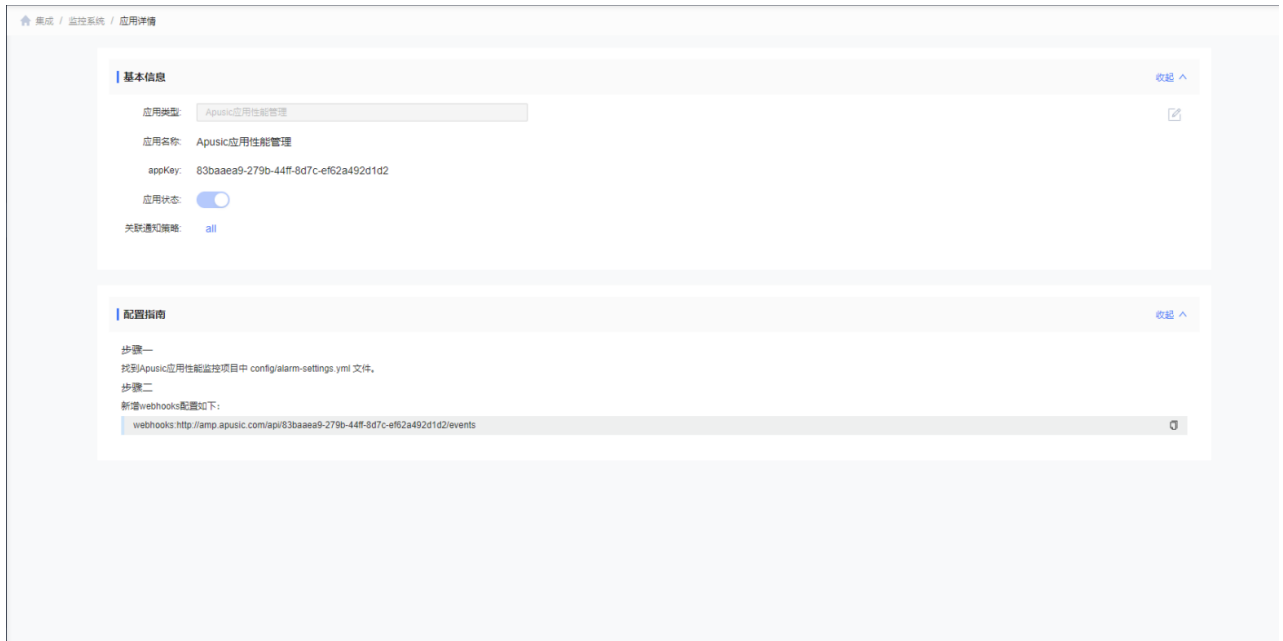 集成 / 监控系统 / 应用详情
基本信息
收起
应用类型:
Apusic应用性能管理
应用名称:
Apusic应用性能管理
appKey:
83baaea9-279b-44ff-8d7c-ef62a492d1d2
应用状态:
关联通知策略:
all
配置指南
收起
步骤一
找到Apusic应用性能监控项目中 config/alarm-settings.yml 文件。
步骤二
新增webhooks配置如下：
webhooks:http://amp.apusic.com/api/83baaea9-279b-44ff-8d7c-ef62a492d1d2/events